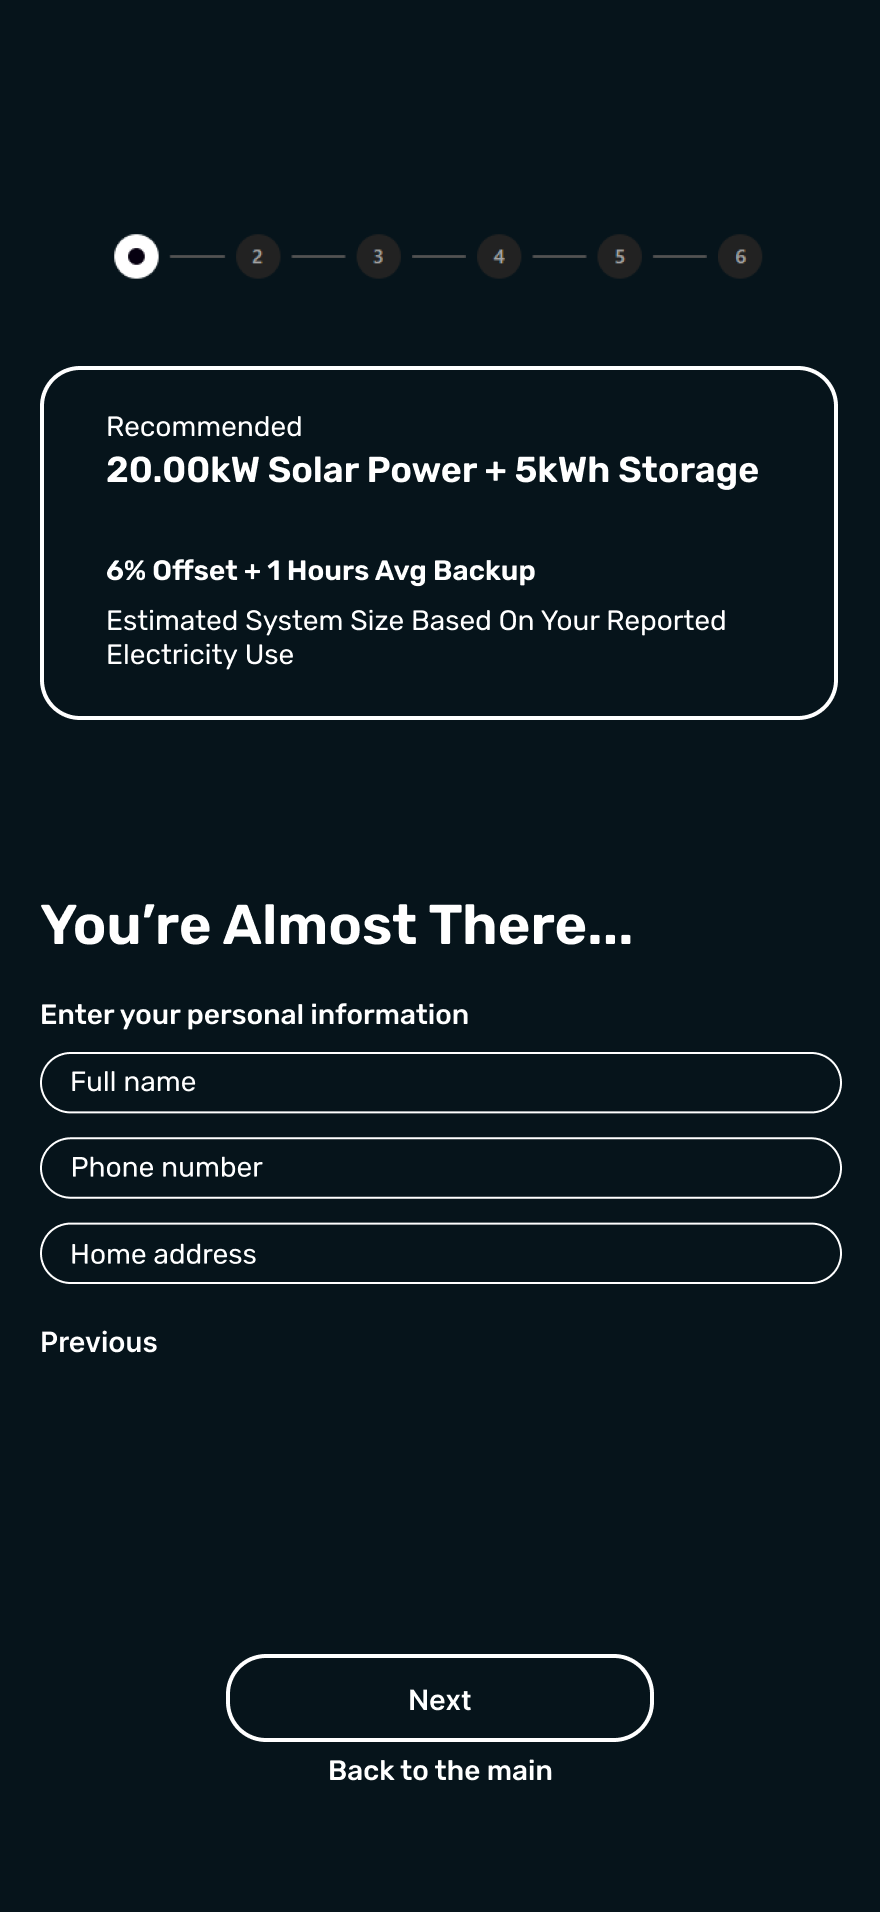 2 3 4 5 6
Recommended
20.00kW Solar Power + 5kWh Storage
6% Offset + 1 Hours Avg Backup
Estimated System Size Based On Your Reported
Electricity Use
You’re Almost There...
Enter your personal information
Full name
Phone number
Home address
Previous
Next
Back to the main